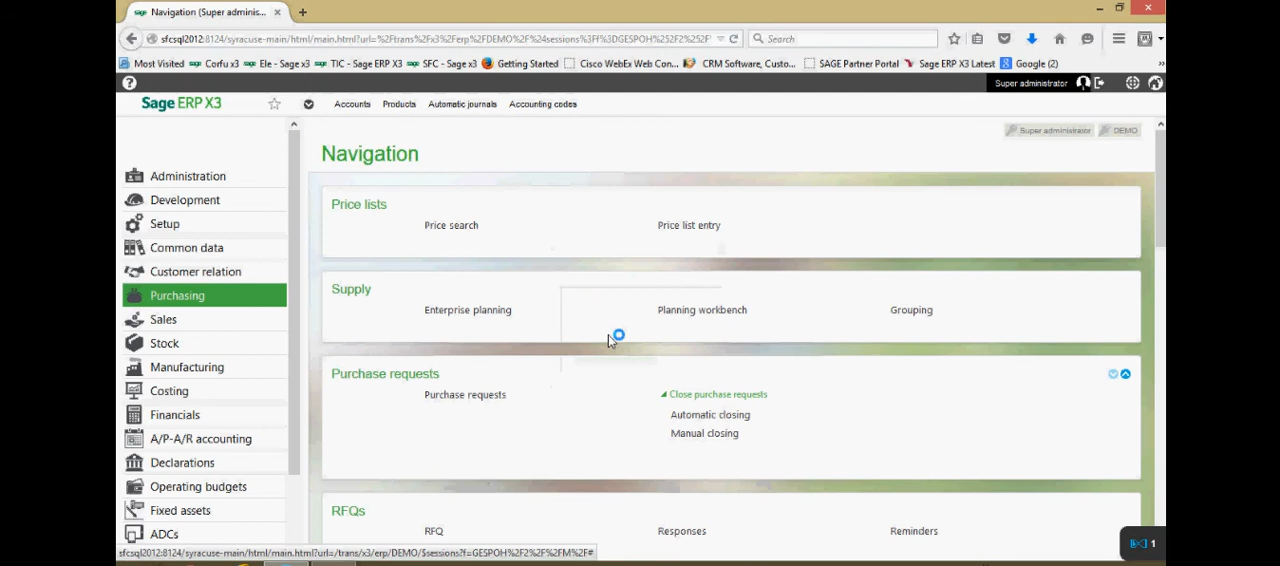 Navigation (Super adminis...
sfcsql2012:8124/syracuse-main/html/main.html?url=%2Ftrans%2Fx3%2Ferp%2FDEMO%2F%24sessions%3Ff%3DGESPOH%252F2%252F%
Search
Most Visited
Corfu x3
Ele - Sage x3
TIC - Sage ERP X3
SFC - Sage x3
Getting Started
Cisco WebEx Web Con...
CRM Software, Custo...
SAGE Partner Portal
Sage ERP X3 Latest
Google (2)
Super administrator
Sage ERP X3
Accounts
Products
Automatic journals
Accounting codes
Super administrator
DEMO
Navigation
Administration
Development
Setup
Common data
Customer relation
Purchasing
Sales
Stock
Manufacturing
Costing
Financials
A/P-A/R accounting
Declarations
Operating budgets
Fixed assets
ADCs
Price lists
Price search
Price list entry
Supply
Enterprise planning
Planning workbench
Grouping
Purchase requests
Purchase requests
Close purchase requests
Automatic closing
Manual closing
RFQs
RFQ
Responses
Reminders
1
sfcsql2012:8124/syracuse-main/html/main.html?url=/trans/x3/erp/DEMO/$sessions?f=GESPOH%2F2%2F%2FM%2F#